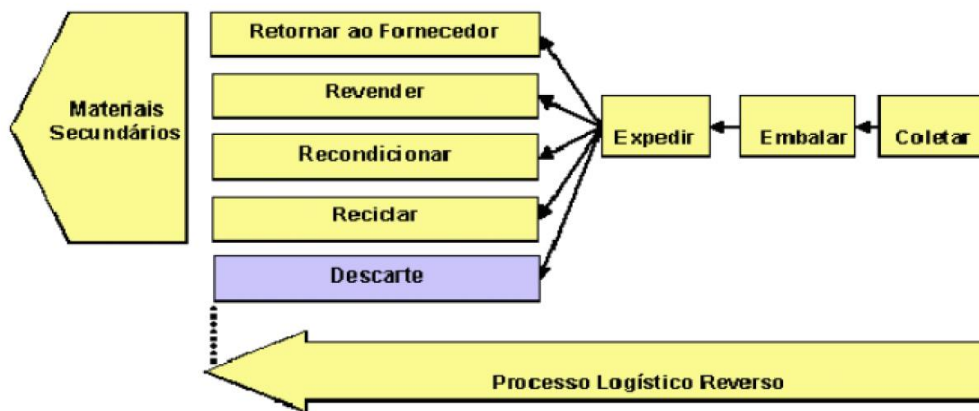 Retornar ao Fornecedor
Revender
Materiais
Secundários
Expedir
Embalar
Coletar
Recondicionar
Reciclar
Descarte
Processo Logístico Reverso